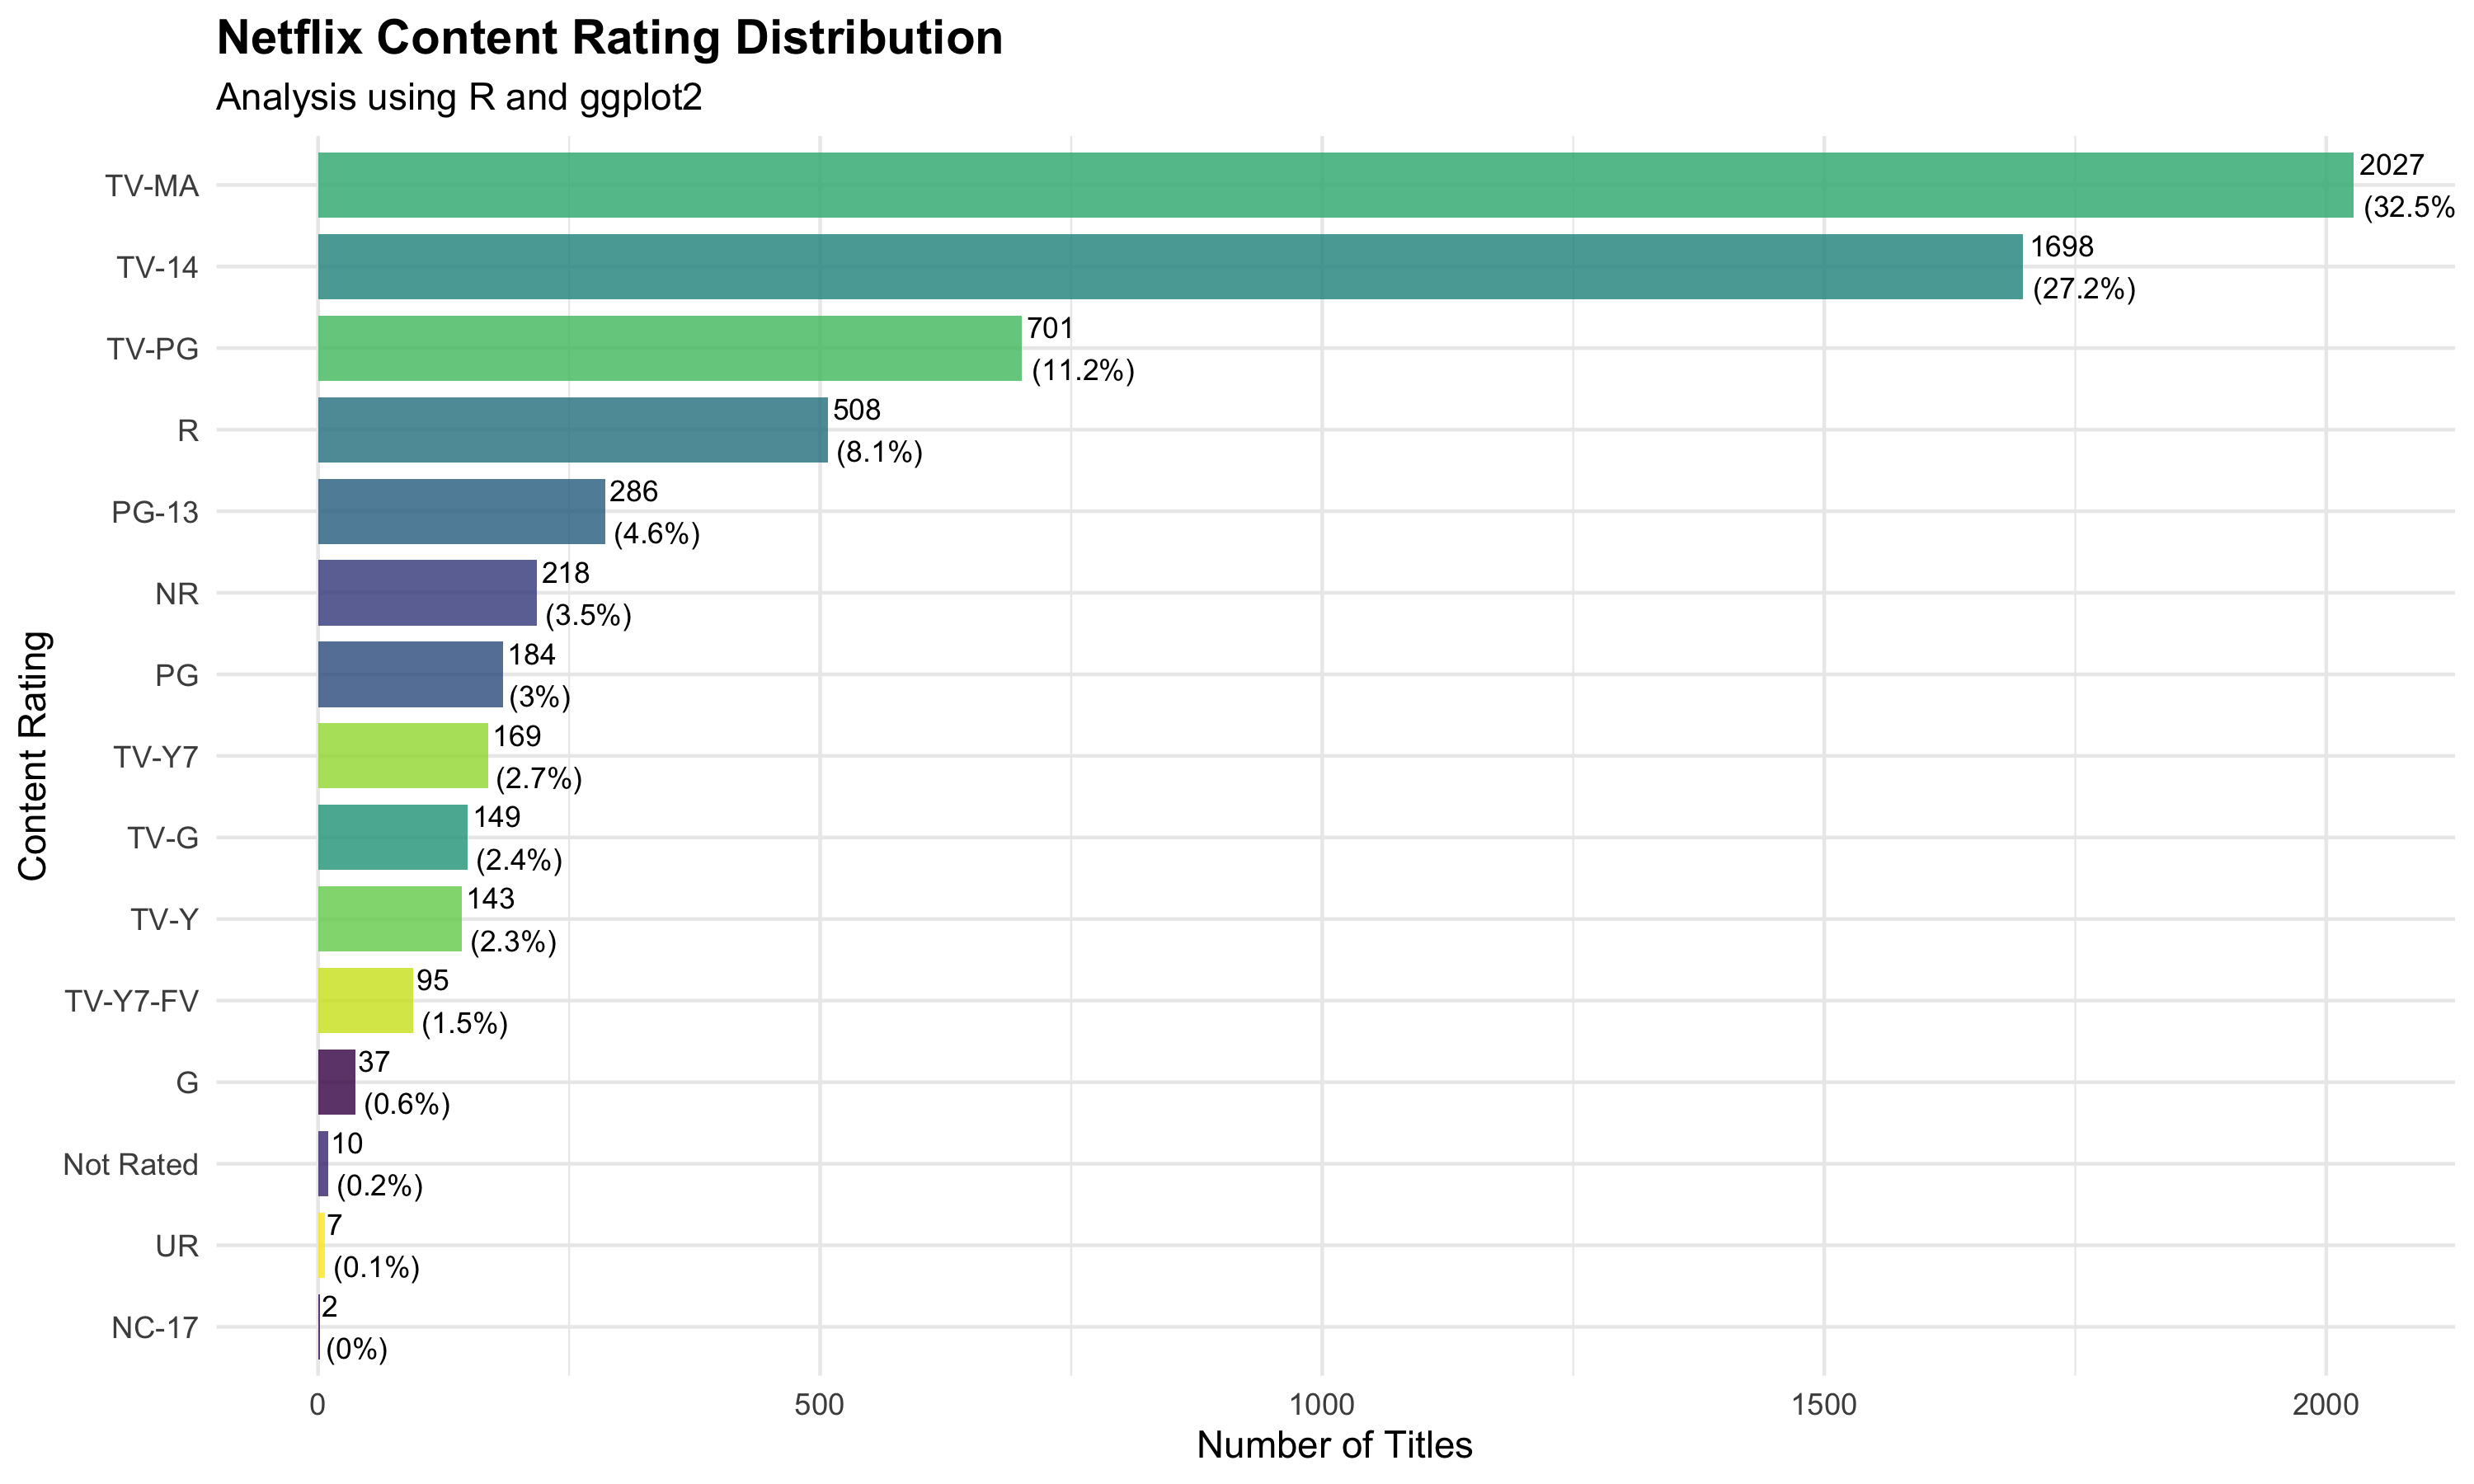 Netflix Content Rating Distribution
Analysis using R and ggplot2
Content Rating
TV-MA
2027
(32.5%
TV-14
1698
(27.2%)
TV-PG
701
(11.2%)
R
508
(8.1%)
PG-13
286
(4.6%)
NR
218
(3.5%)
PG
184
(3%)
TV-Y7
169
(2.7%)
TV-G
149
(2.4%)
TV-Y
143
(2.3%)
TV-Y7-FV
95
(1.5%)
G
37
(0.6%)
Not Rated
10
(0.2%)
UR
7
(0.1%)
NC-17
2
(0%)
0 500 1000 1500 2000
Number of Titles